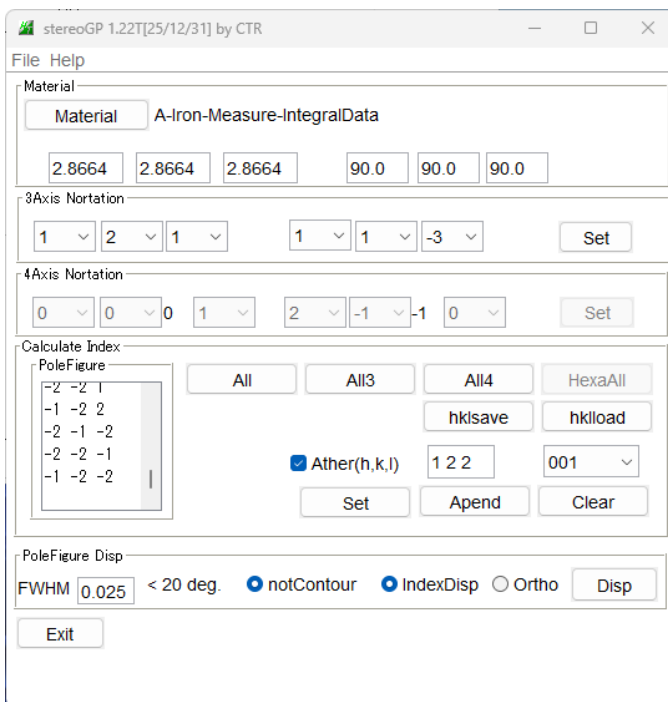 stereoGP 1.22T[25/12/31] by CTR
File Help
Material
Material A-Iron-Measure-IntegralData
2.8664 2.8664 2.8664 90.0 90.0 90.0
3Axis Nortation
1 2 1 1 1 -3 Set
4Axis Nortation
0 0 0 1 2 -1 -1 0 Set
Calculate Index
PoleFigure
-2 -2 1
-1 -2 2
-2 -1 -2
-2 -2 -1
-1 -2 -2
All All3 All4 HexaAll
hklsave hklload
Ather(h,k,l) 1 2 2 001
Set Apend Clear
PoleFigure Disp
FWHM 0.025 < 20 deg. notContour IndexDisp Ortho Disp
Exit